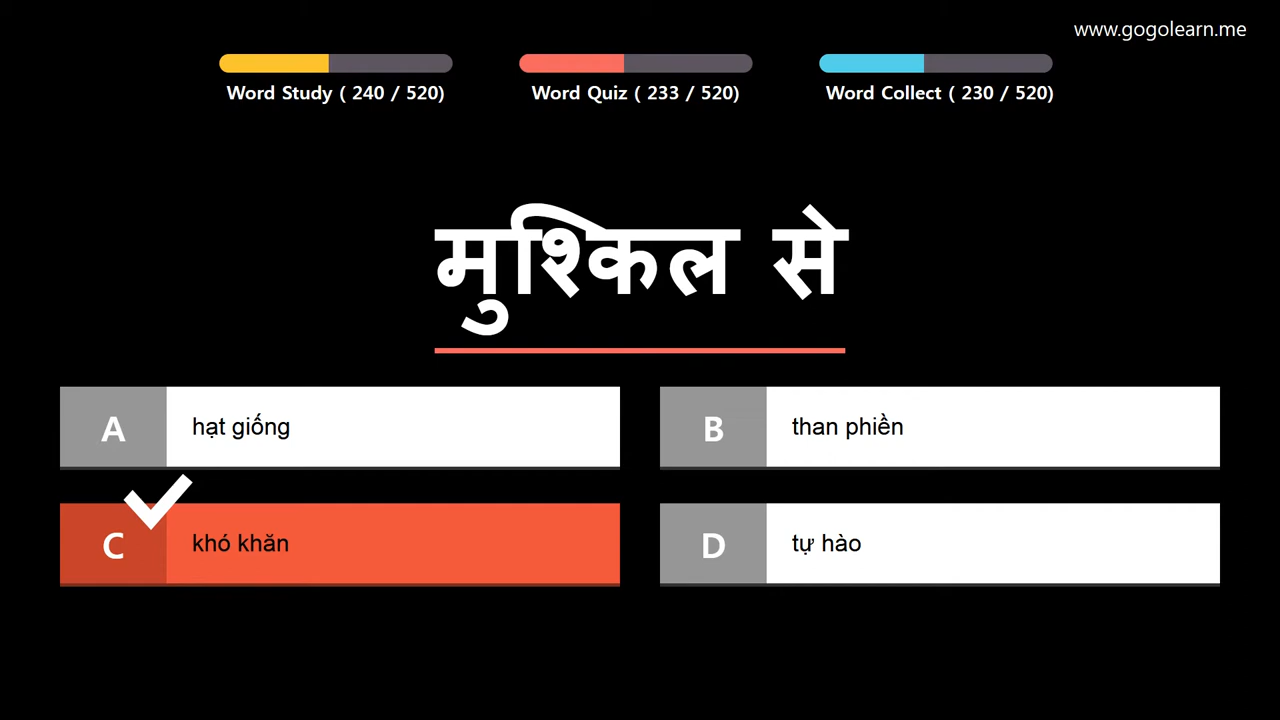 www.gogolearn.me
Word Study ( 240 / 520)
Word Quiz ( 233 / 520)
Word Collect ( 230 / 520)
मुश्किल से
A hạt giống
B than phiền
C khó khăn
D tự hào